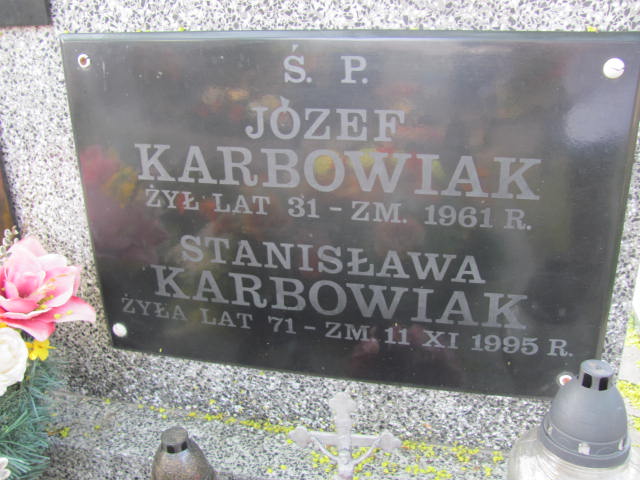 Ś. P.
JÓZEF
KARBOWIAK
ŻYŁ LAT 31 - ZM. 1961 R.
STANISŁAWA
KARBOWIAK
ŻYŁA LAT 71 - ZM 11 XI 1995 R.